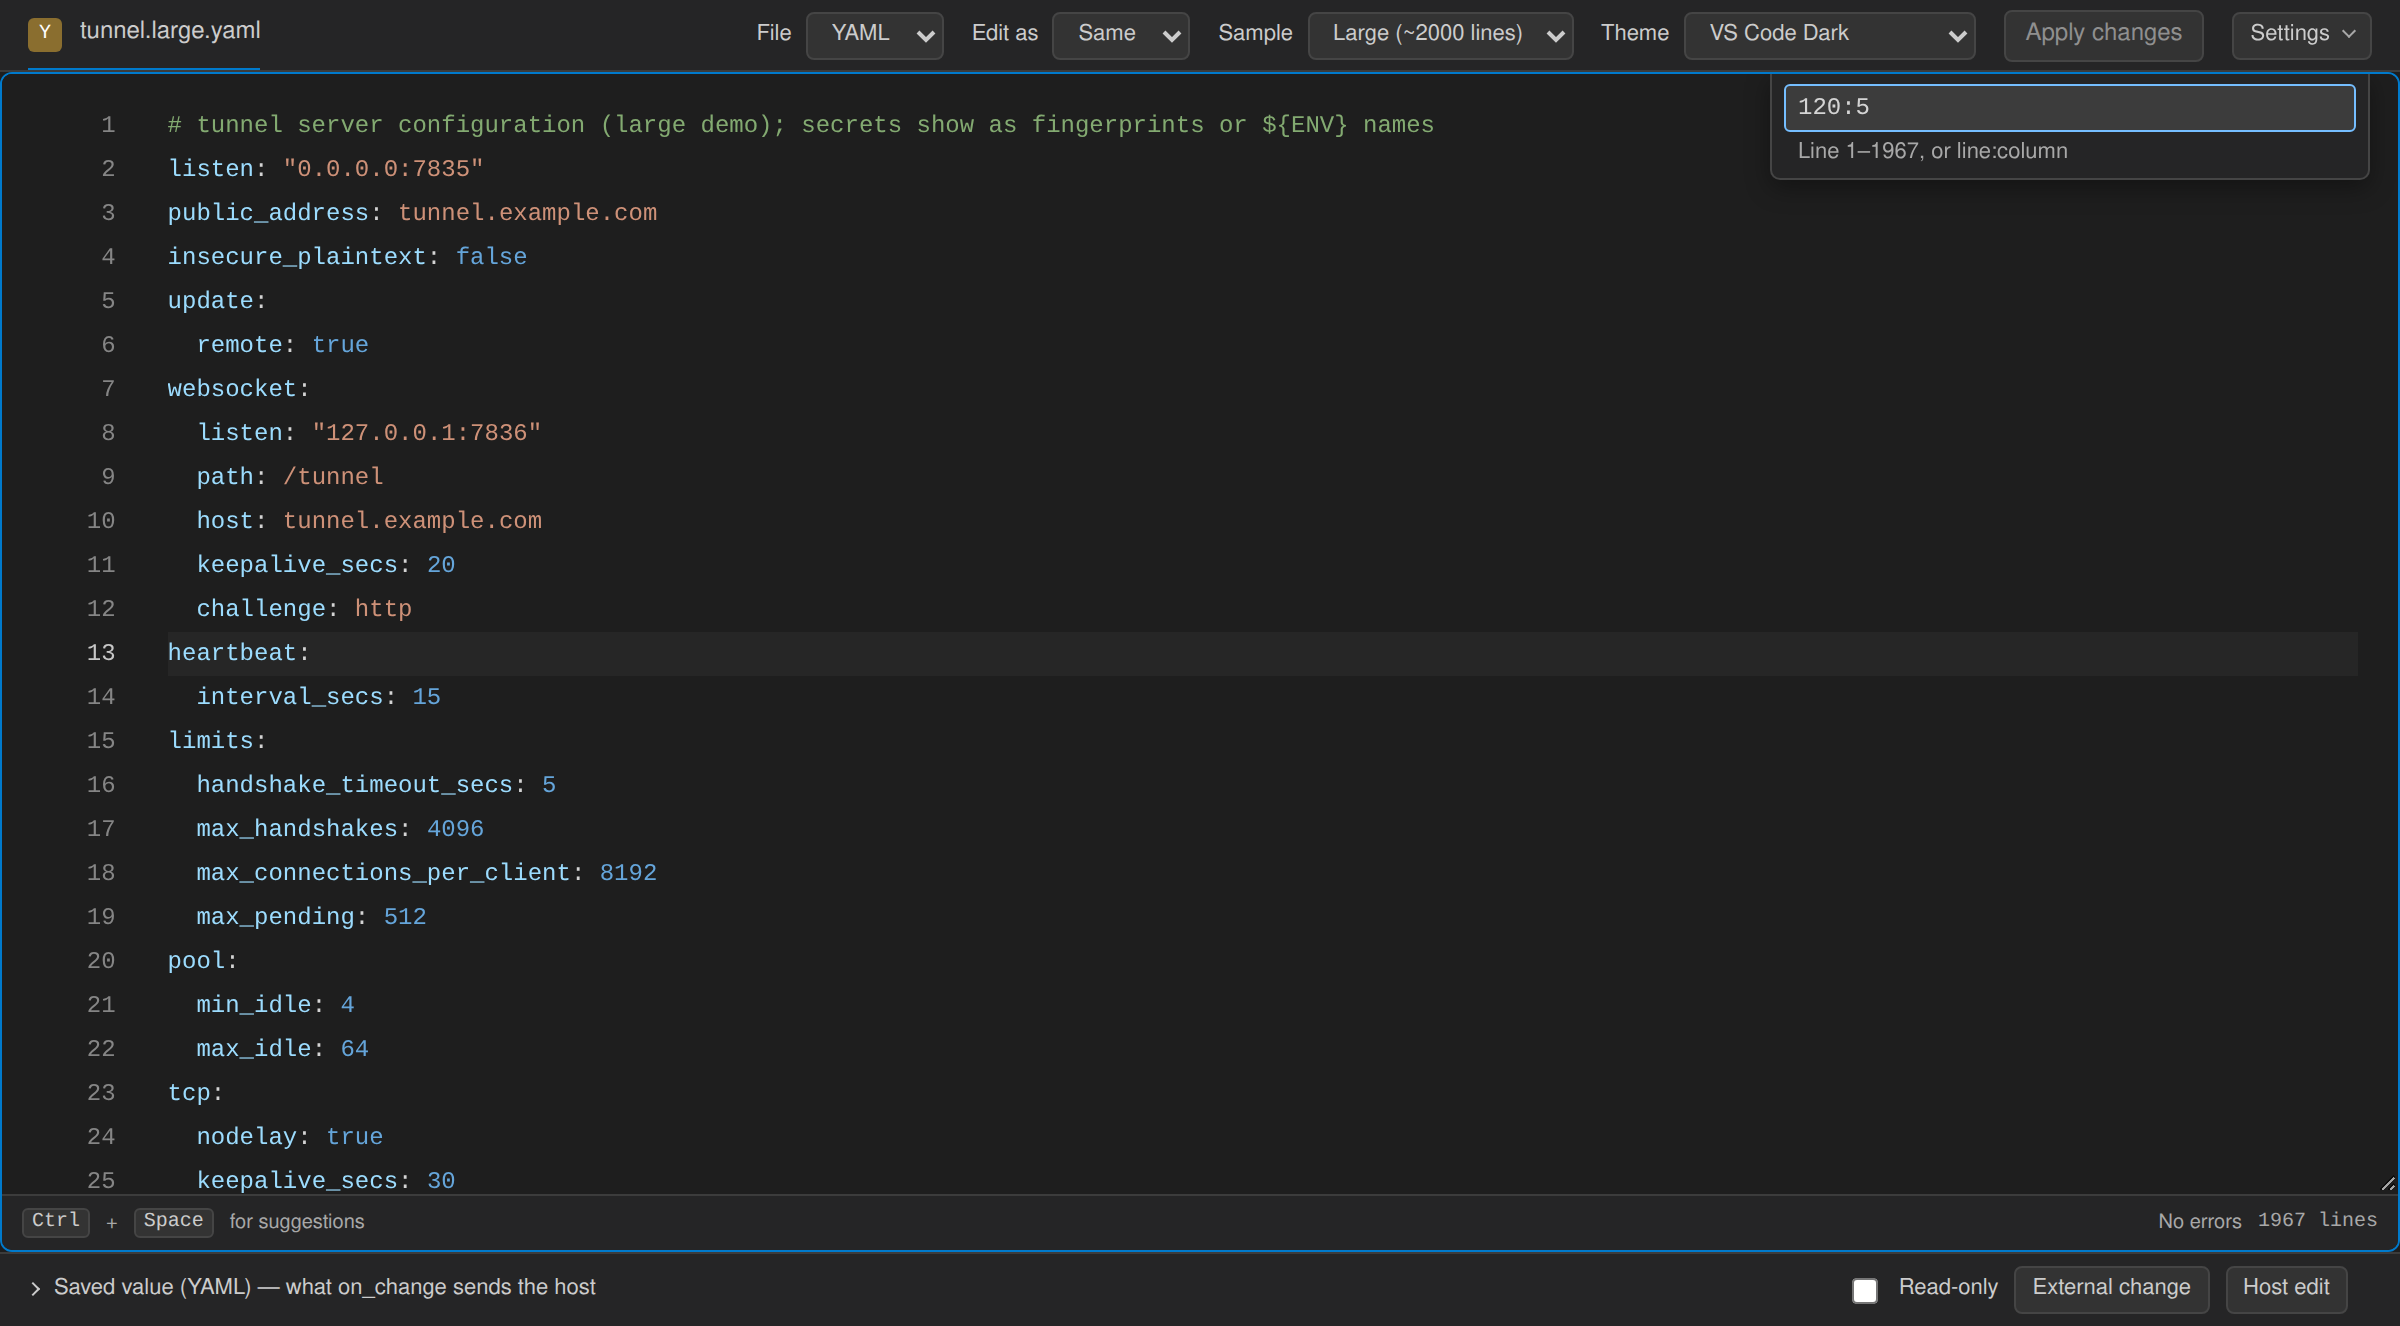 Y tunnel.large.yaml File YAML Edit as Same Sample Large (~2000 lines) Theme VS Code Dark Apply changes Settings
120:5
Line 1–1967, or line:column
1 # tunnel server configuration (large demo); secrets show as fingerprints or ${ENV} names
2 listen: "0.0.0.0:7835"
3 public_address: tunnel.example.com
4 insecure_plaintext: false
5 update:
6   remote: true
7 websocket:
8   listen: "127.0.0.1:7836"
9   path: /tunnel
10   host: tunnel.example.com
11   keepalive_secs: 20
12   challenge: http
13 heartbeat:
14   interval_secs: 15
15 limits:
16   handshake_timeout_secs: 5
17   max_handshakes: 4096
18   max_connections_per_client: 8192
19   max_pending: 512
20 pool:
21   min_idle: 4
22   max_idle: 64
23 tcp:
24   nodelay: true
25   keepalive_secs: 30
Ctrl + Space for suggestions No errors 1967 lines
Saved value (YAML) — what on_change sends the host Read-only External change Host edit